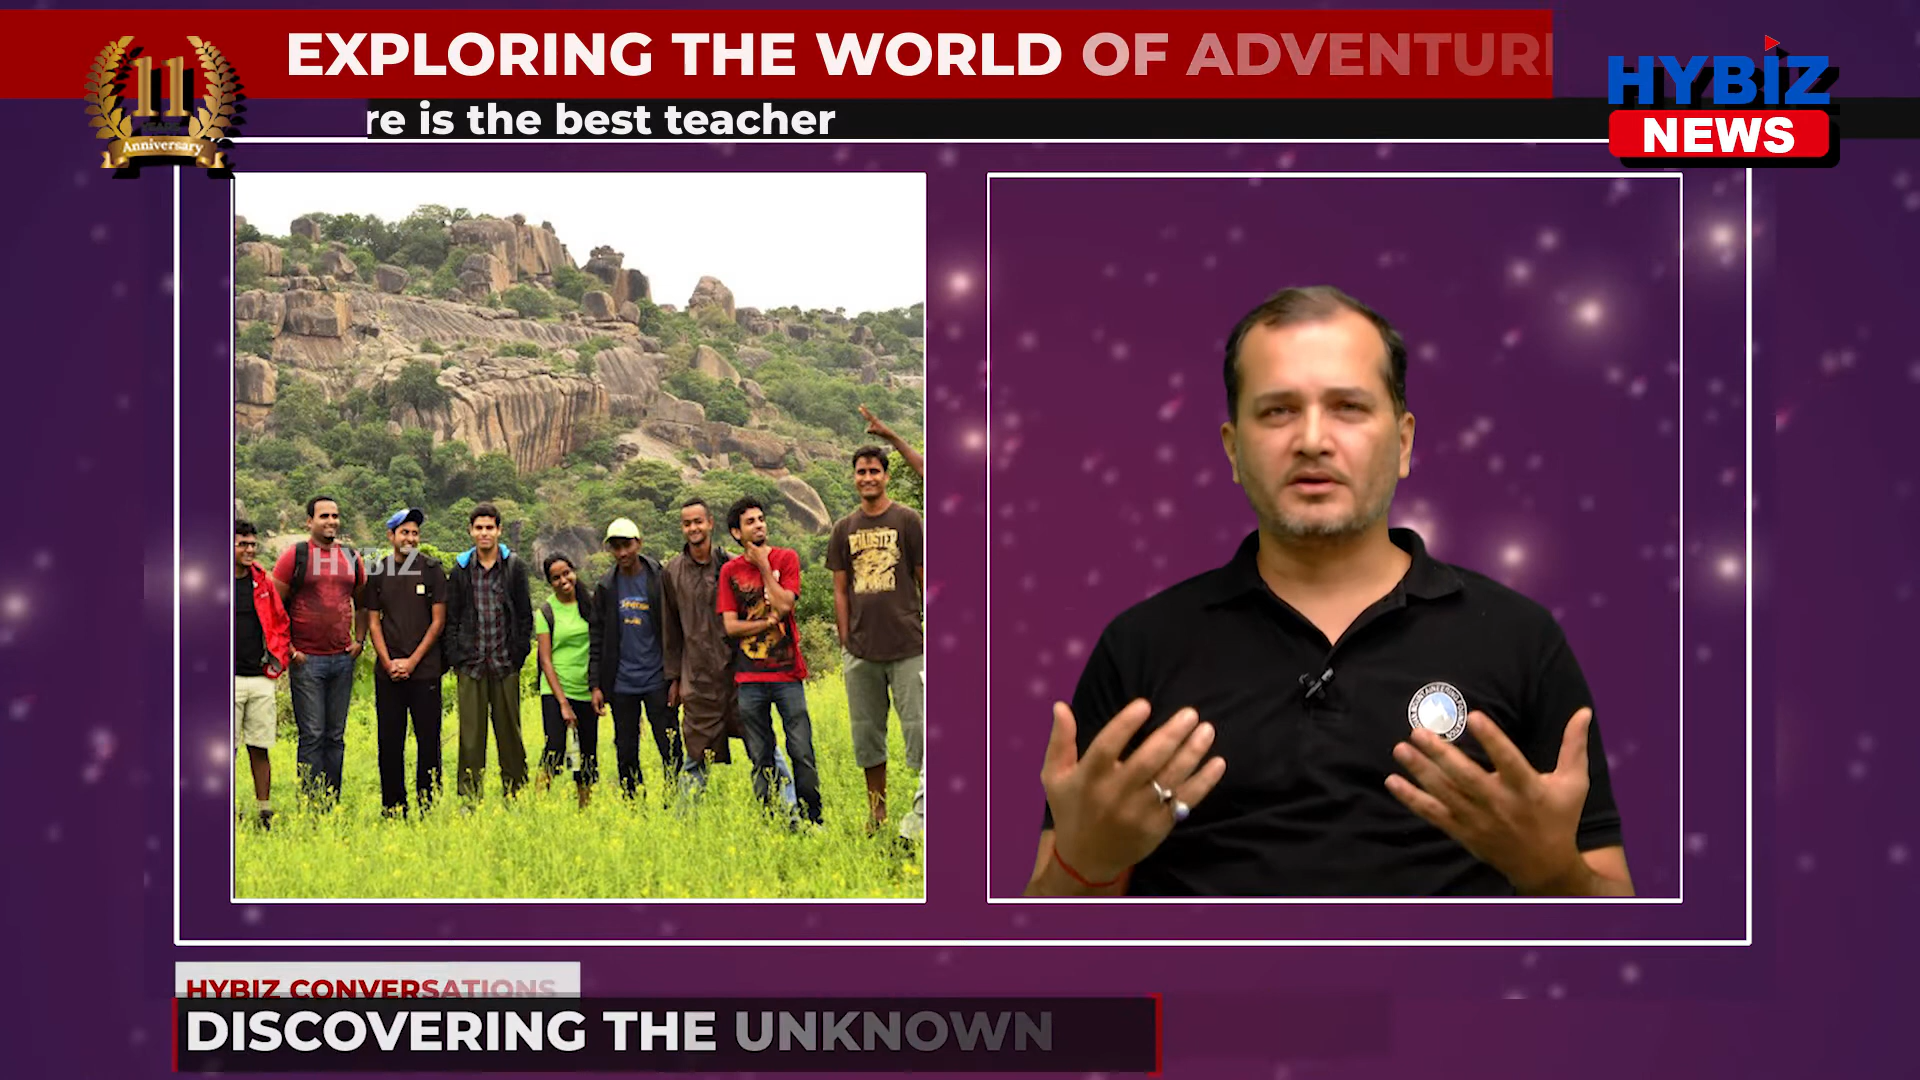 EXPLORING THE WORLD OF ADVENTUR
re is the best teacher
11
Anniversary
HYBIZ
NEWS
HYBIZ
HYBIZ CONVERSATIONS
DISCOVERING THE UNKNOWN